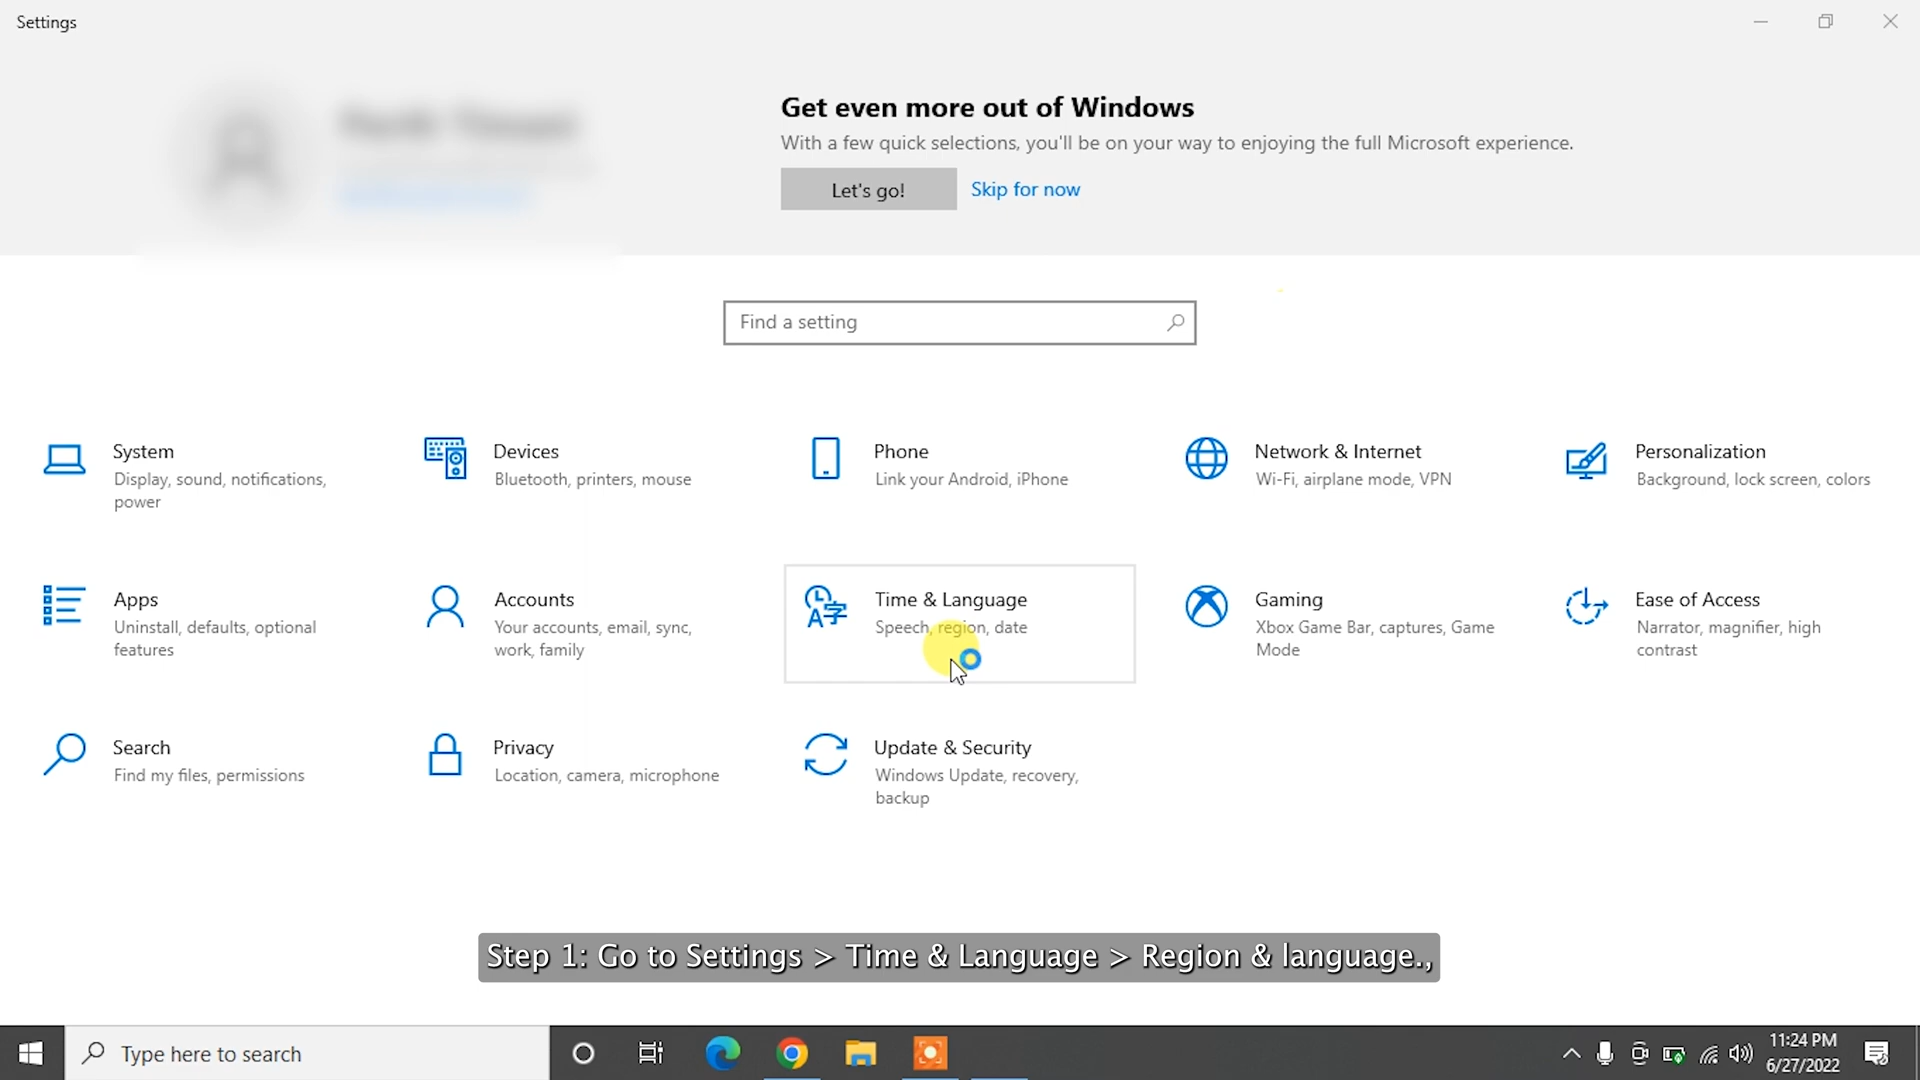 Settings
Get even more out of Windows
With a few quick selections, you'll be on your way to enjoying the full Microsoft experience.
Let's go!
Skip for now
Find a setting
System
Display, sound, notifications,
power
Devices
Bluetooth, printers, mouse
Phone
Link your Android, iPhone
Network & Internet
Wi-Fi, airplane mode, VPN
Personalization
Background, lock screen, colors
Apps
Uninstall, defaults, optional
features
Accounts
Your accounts, email, sync,
work, family
Time & Language
Speech, region, date
Gaming
Xbox Game Bar, captures, Game
Mode
Ease of Access
Narrator, magnifier, high
contrast
Search
Find my files, permissions
Privacy
Location, camera, microphone
Update & Security
Windows Update, recovery,
backup
Step 1: Go to Settings > Time & Language > Region & language.,
Type here to search
11:24 PM
6/27/2022